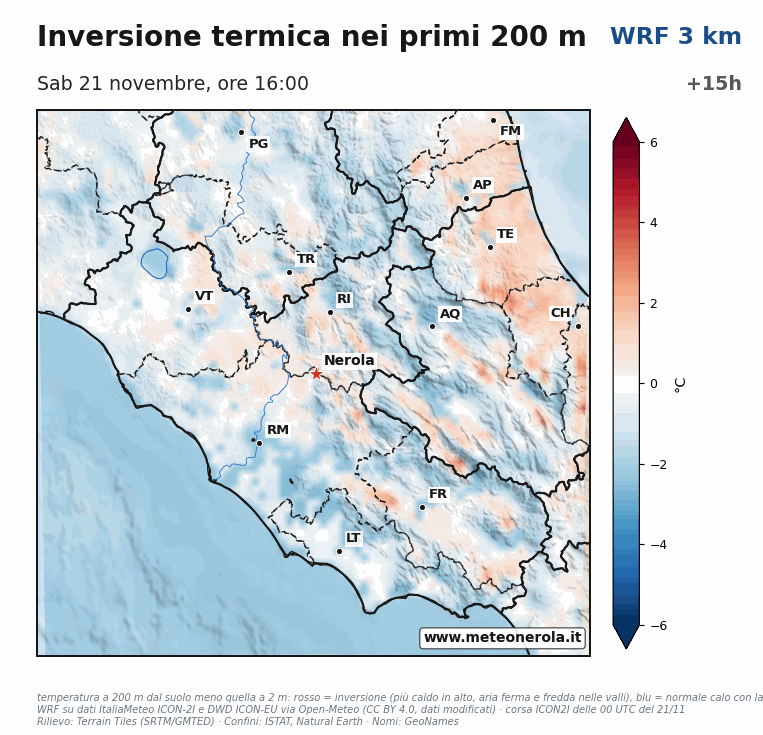 Inversione termica nei primi 200 m
WRF 3 km
Sab 21 novembre, ore 16:00
+15h
FM
PG
AP
TE
TR
VT
RI
AQ
CH
Nerola
RM
FR
LT
www.meteonerola.it
6
4
2
0
−2
−4
−6
°C
temperatura a 200 m dal suolo meno quella a 2 m: rosso = inversione (più caldo in alto, aria ferma e fredda nelle valli), blu = normale calo con la
WRF su dati ItaliaMeteo ICON-2I e DWD ICON-EU via Open-Meteo (CC BY 4.0, dati modificati) · corsa ICON2I delle 00 UTC del 21/11
Rilievo: Terrain Tiles (SRTM/GMTED) · Confini: ISTAT, Natural Earth · Nomi: GeoNames